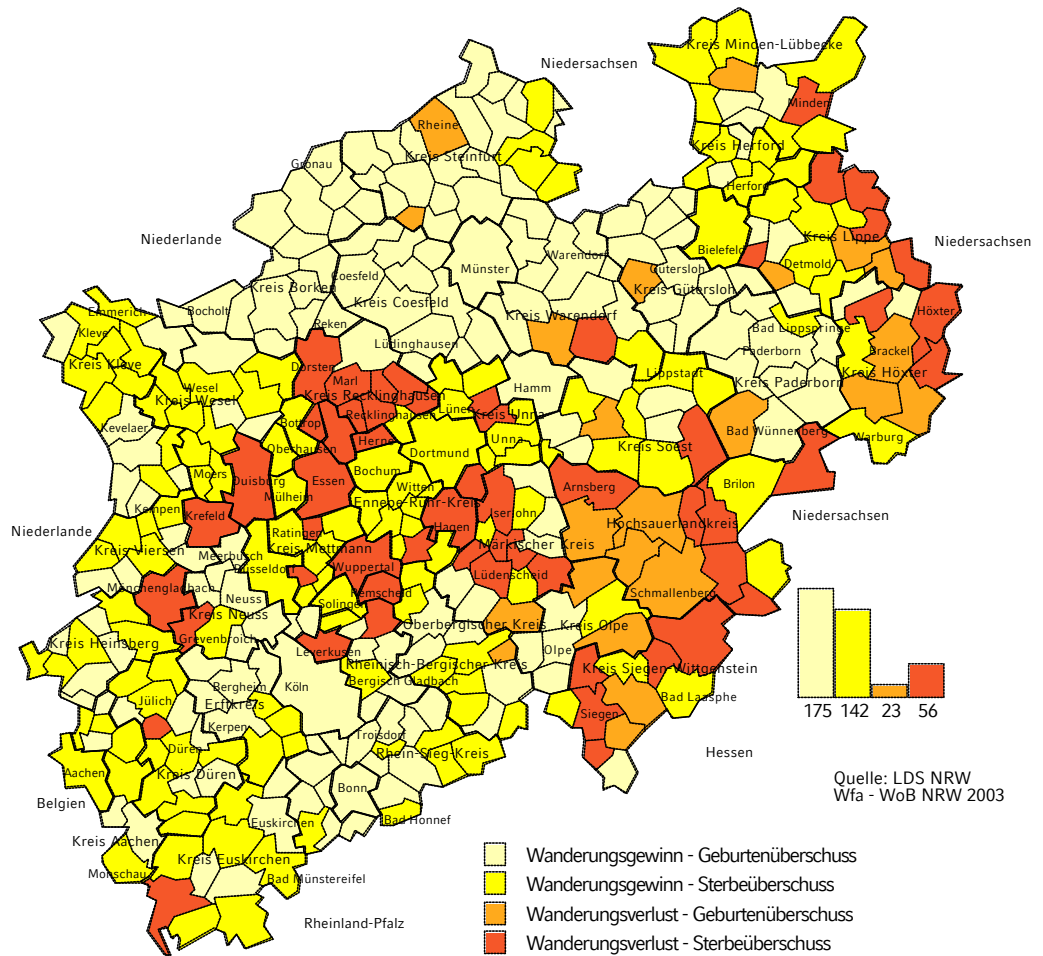 Niedersachsen
Kreis Minden-Lübbecke
Minden
Rheine
Kreis Steinfurt
Gronau
Kreis Herford
Herford
Niederlande
Bielefeld
Kreis Lippe
Niedersachsen
Detmold
Warendorf
Münster
Gütersloh
Coesfeld
Kreis Borken
Kreis Gütersloh
Kreis Coesfeld
Emmerich
Bocholt
Reken
Kreis Warendorf
Höxter
Bad Lippspringe
Kleve
Lüdinghausen
Paderborn
Brackel
Kreis Kleve
Dorsten
Lippstadt
Kreis Höxter
Marl
Kreis Paderborn
Wesel
Hamm
Kreis Wesel
Kreis Recklinghausen
Recklinghausen
Lünen
Kreis Unna
Bottrop
Kevelaer
Bad Wünnenberg
Herne
Unna
Warburg
Oberhausen
Kreis Soest
Dortmund
Moers
Bochum
Duisburg
Essen
Witten
Arnsberg
Brilon
Mülheim
Kempen
Krefeld
Ennepe-Ruhr-Kreis
Iserlohn
Niedersachsen
Niederlande
Ratingen
Hagen
Hochsauerlandkreis
Kreis Viersen
Meerbusch
Kreis Mettmann
Märkischer Kreis
Düsseldorf
Wuppertal
Lüdenscheid
Mönchengladbach
Neuss
Remscheid
Schmallenberg
Solingen
Kreis Neuss
Oberbergischer Kreis
Kreis Olpe
Kreis Heinsberg
Grevenbroich
Leverkusen
Olpe
Rheinisch-Bergischer Kreis
Kreis Siegen-Wittgenstein
Bergisch Gladbach
Bergheim
Köln
Bad Laasphe
Jülich
Erftkreis
Siegen
175 142 23 56
Kerpen
Troisdorf
Düren
Rhein-Sieg-Kreis
Hessen
Aachen
Kreis Düren
Quelle: LDS NRW
Wfa - WoB NRW 2003
Bonn
Belgien
Euskirchen
Bad Honnef
Kreis Aachen
Kreis Euskirchen
Monschau
Bad Münstereifel
Wanderungsgewinn - Geburtenüberschuss
Wanderungsgewinn - Sterbeüberschuss
Wanderungsverlust - Geburtenüberschuss
Rheinland-Pfalz
Wanderungsverlust - Sterbeüberschuss